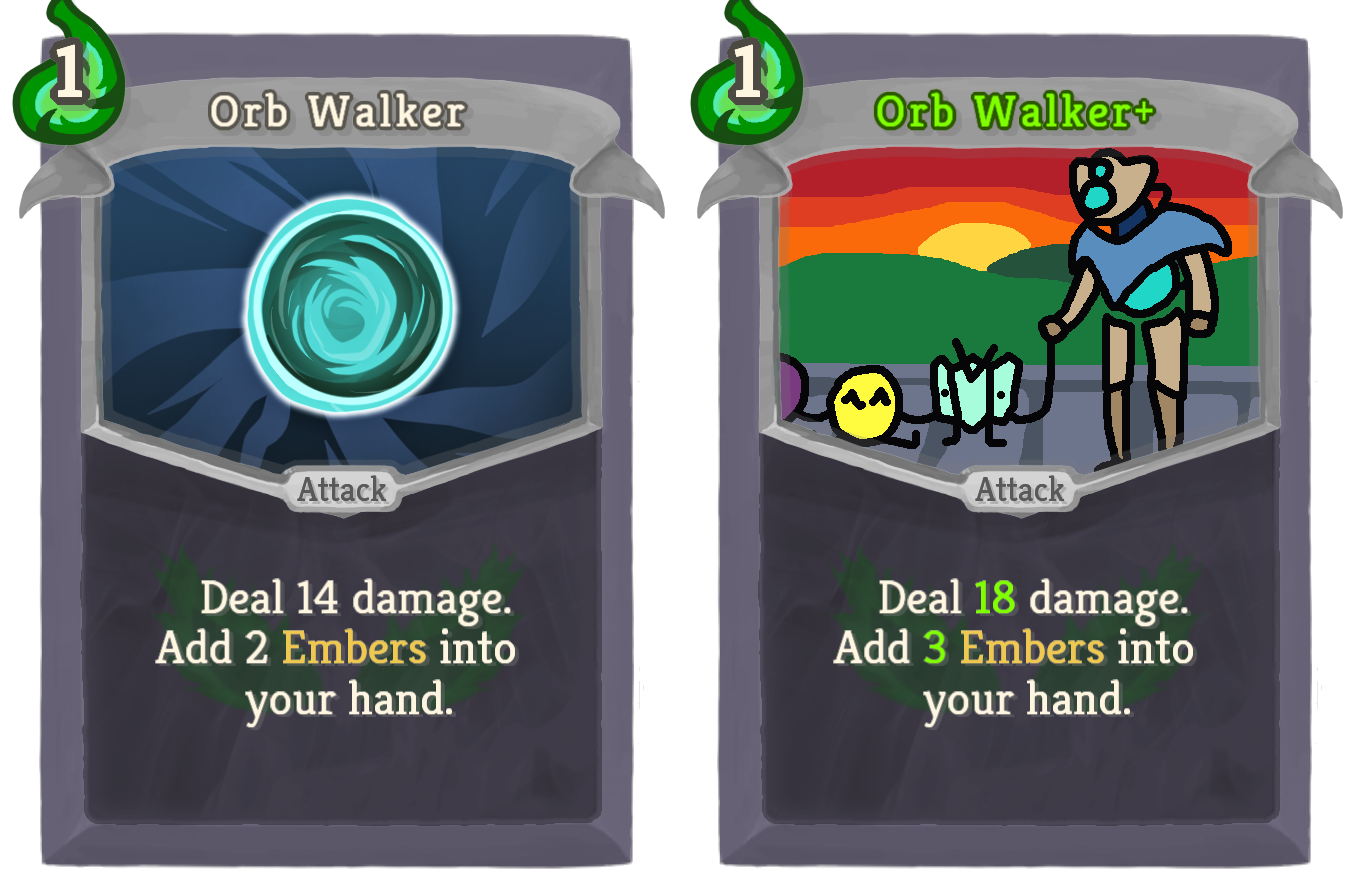 1
Orb Walker
Attack
Deal 14 damage.
Add 2 Embers into
your hand.
1
Orb Walker+
Attack
Deal 18 damage.
Add 3 Embers into
your hand.